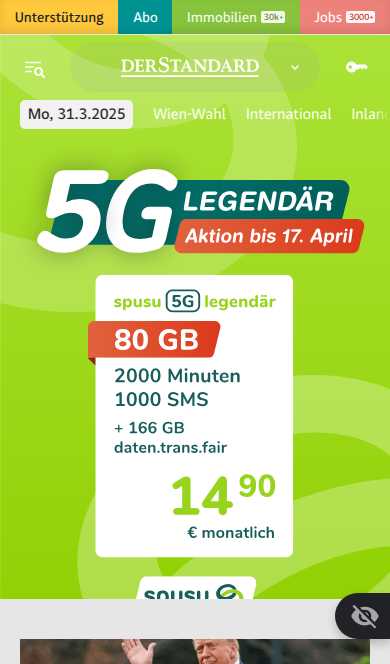 Unterstützung Abo Immobilien 30k+ Jobs 3000+
DERSTANDARD
Mo, 31.3.2025 Wien-Wahl International
5G LEGENDÄR
Aktion bis 17. April
spusu 5G legendär
80 GB
2000 Minuten
1000 SMS
+ 166 GB
daten.trans.fair
14 90
€ monatlich
spusu